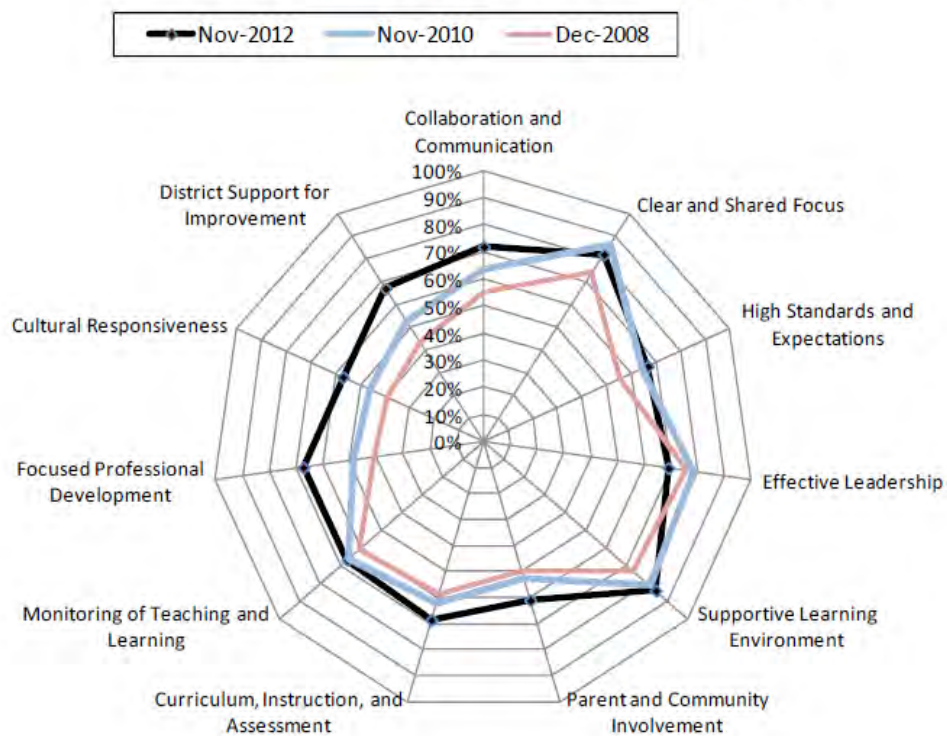 Nov-2012 Nov-2010 Dec-2008
Collaboration and
Communication
100%
90%
80%
70%
60%
50%
40%
30%
20%
10%
0%
Clear and Shared Focus
High Standards and
Expectations
Effective Leadership
Supportive Learning
Environment
Parent and Community
Involvement
Curriculum, Instruction, and
Assessment
Monitoring of Teaching and
Learning
Focused Professional
Development
Cultural Responsiveness
District Support for
Improvement